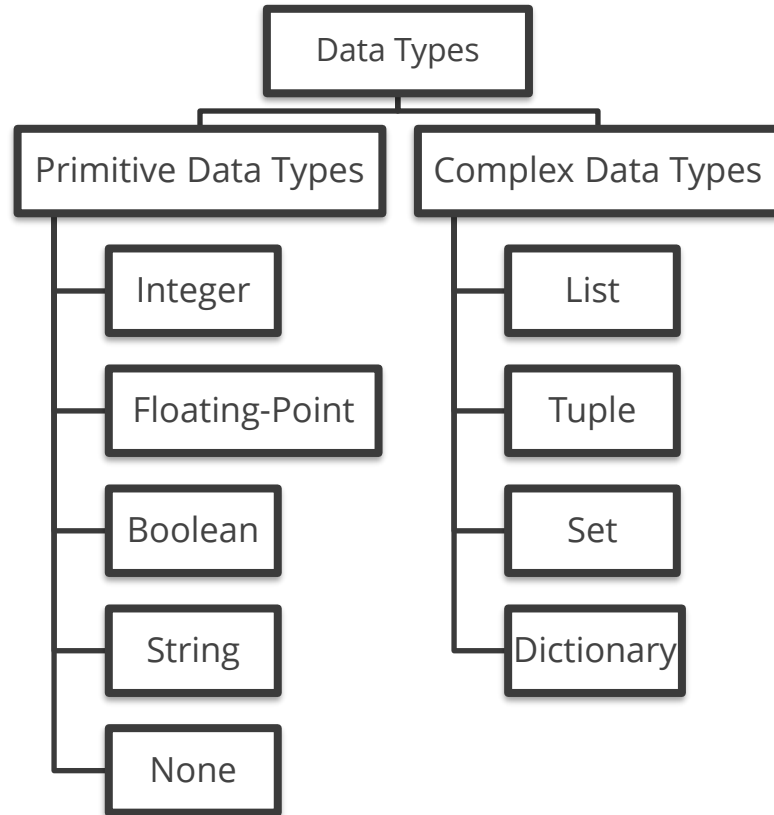 Data Types
Primitive Data Types
Integer
Floating-Point
Boolean
String
None
Complex Data Types
List
Tuple
Set
Dictionary